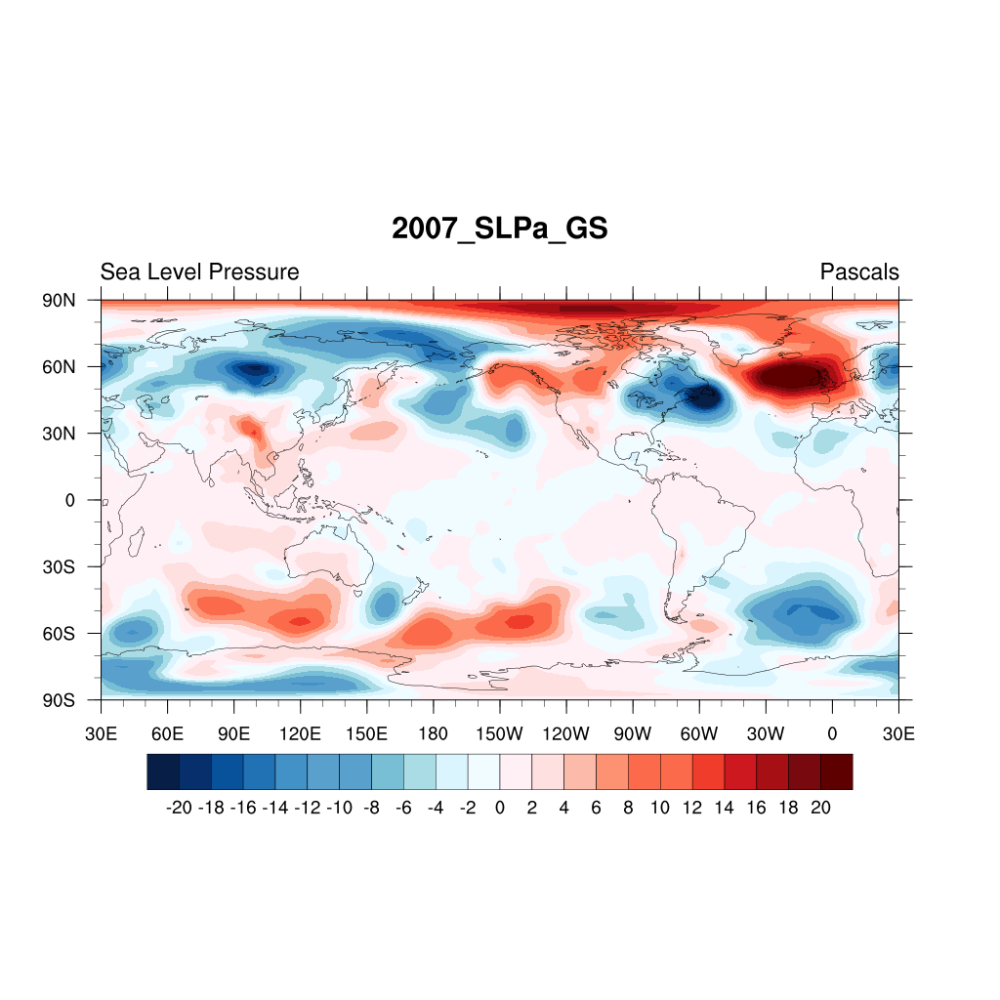 2007_SLPa_GS
Sea Level Pressure Pascals
90N
60N
30N
0
30S
60S
90S
30E 60E 90E 120E 150E 180 150W 120W 90W 60W 30W 0 30E
-20 -18 -16 -14 -12 -10 -8 -6 -4 -2 0 2 4 6 8 10 12 14 16 18 20